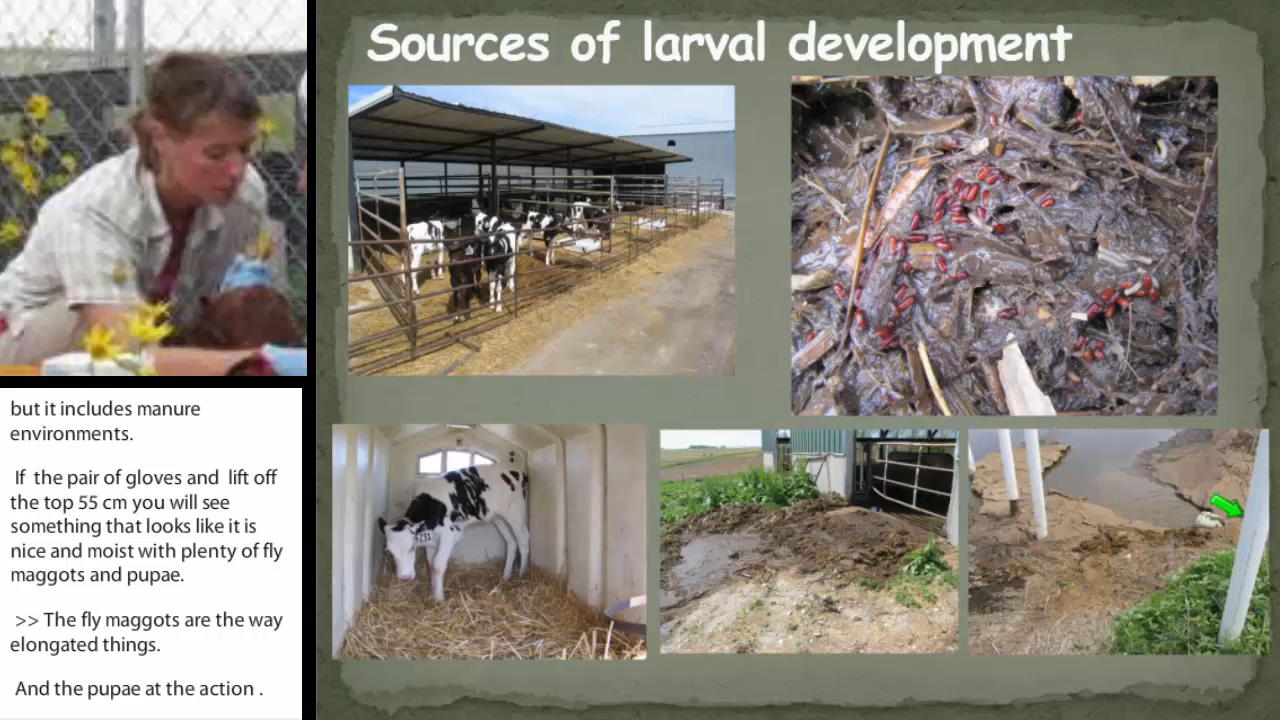 Sources of larval development
231
but it includes manure
environments.
If the pair of gloves and lift off
the top 55 cm you will see
something that looks like it is
nice and moist with plenty of fly
maggots and pupae.
>> The fly maggots are the way
elongated things.
And the pupae at the action .